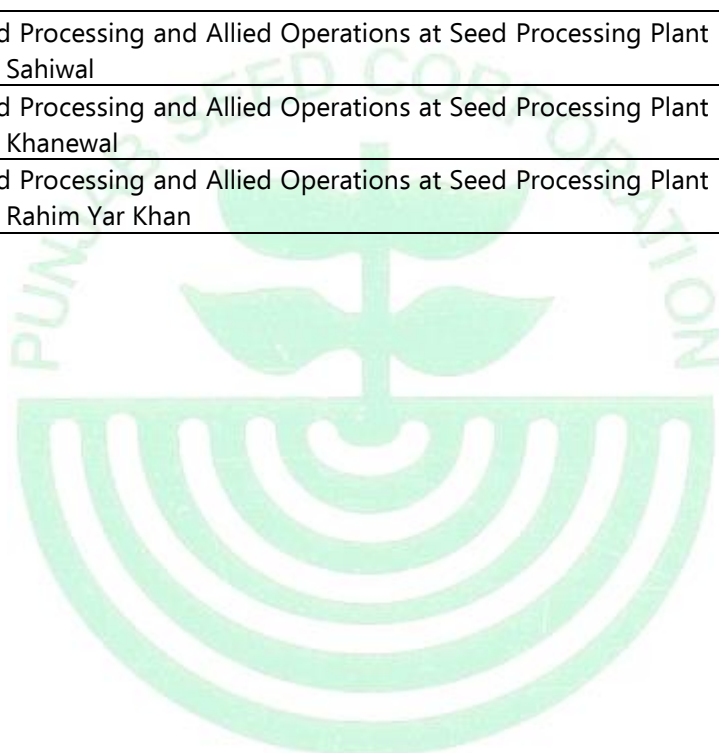 d Processing and Allied Operations at Seed Processing Plant
Sahiwal
d Processing and Allied Operations at Seed Processing Plant
Khanewal
d Processing and Allied Operations at Seed Processing Plant
Rahim Yar Khan
PUNJAB SEED CORPORATION